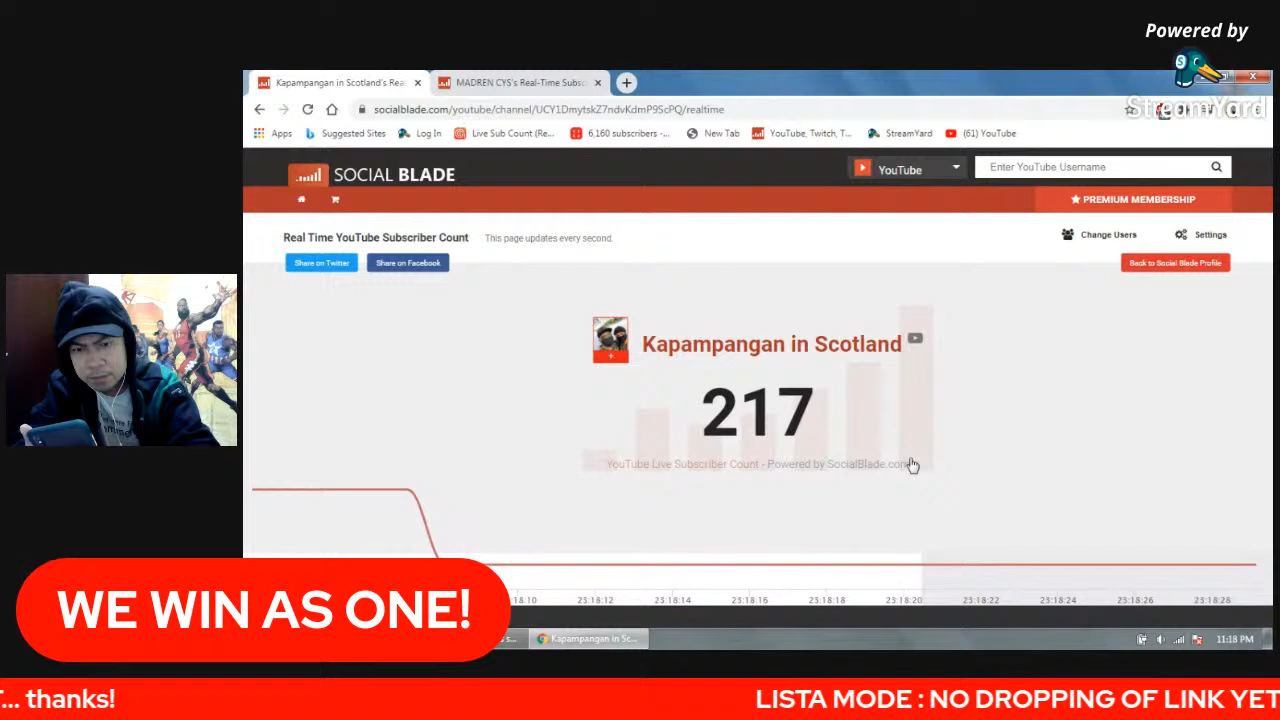 Powered by
StreamYard
Kapampangan in Scotland's Rea
MADREN CYS's Real-Time Subsc
socialblade.com/youtube/channel/UCY1DmytskZ7ndvKdmP9ScPQ/realtime
Apps
Suggested Sites
Log In
Live Sub Count (Re...
6,160 subscribers -...
New Tab
YouTube, Twitch, T...
StreamYard
(61) YouTube
SOCIAL BLADE
YouTube
Enter YouTube Username
PREMIUM MEMBERSHIP
Real Time YouTube Subscriber Count
This page updates every second.
Change Users
Settings
Share on Twitter
Share on Facebook
Back to Social Blade Profile
Kapampangan in Scotland
217
YouTube Live Subscriber Count - Powered by SocialBlade.com
23:18:12
23:18:14
23:18:16
23:18:18
23:18:20
23:18:22
23:18:24
23:18:26
23:18:28
WE WIN AS ONE!
Kapampangan in Sc...
11:18 PM
... thanks!
LISTA MODE : NO DROPPING OF LINK YET